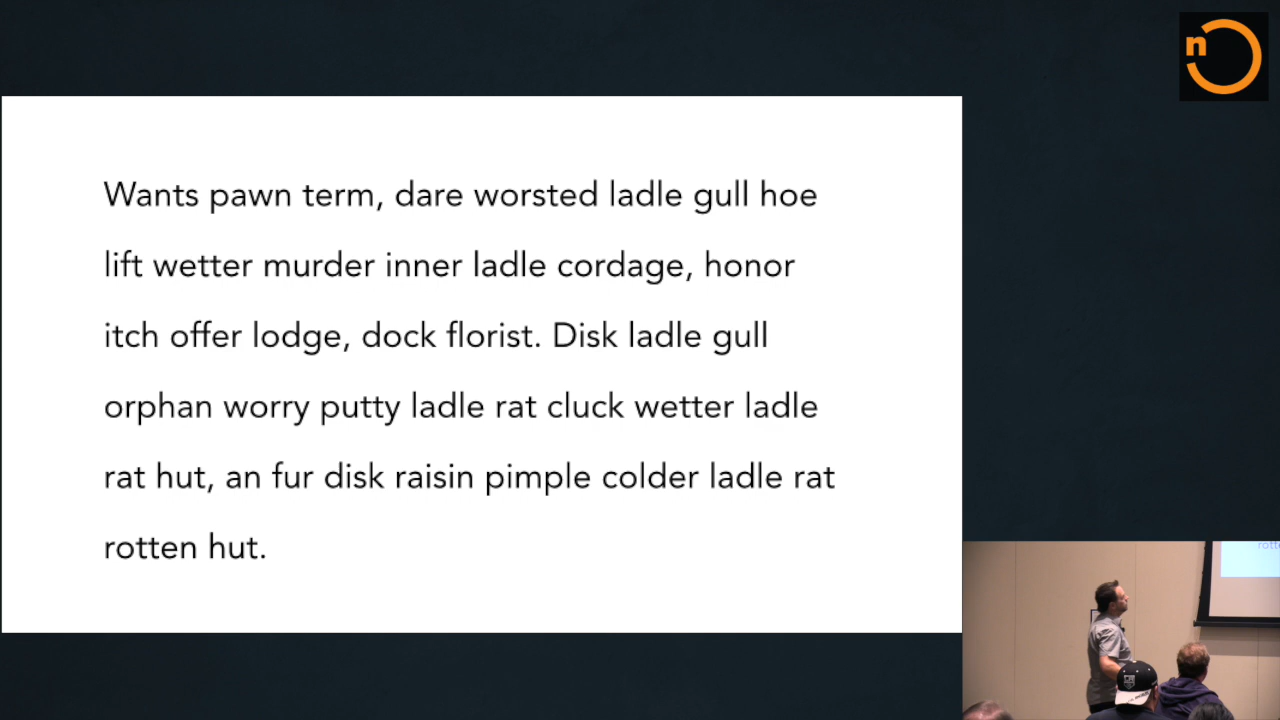 n
Wants pawn term, dare worsted ladle gull hoe
lift wetter murder inner ladle cordage, honor
itch offer lodge, dock florist. Disk ladle gull
orphan worry putty ladle rat cluck wetter ladle
rat hut, an fur disk raisin pimple colder ladle rat
rotten hut.